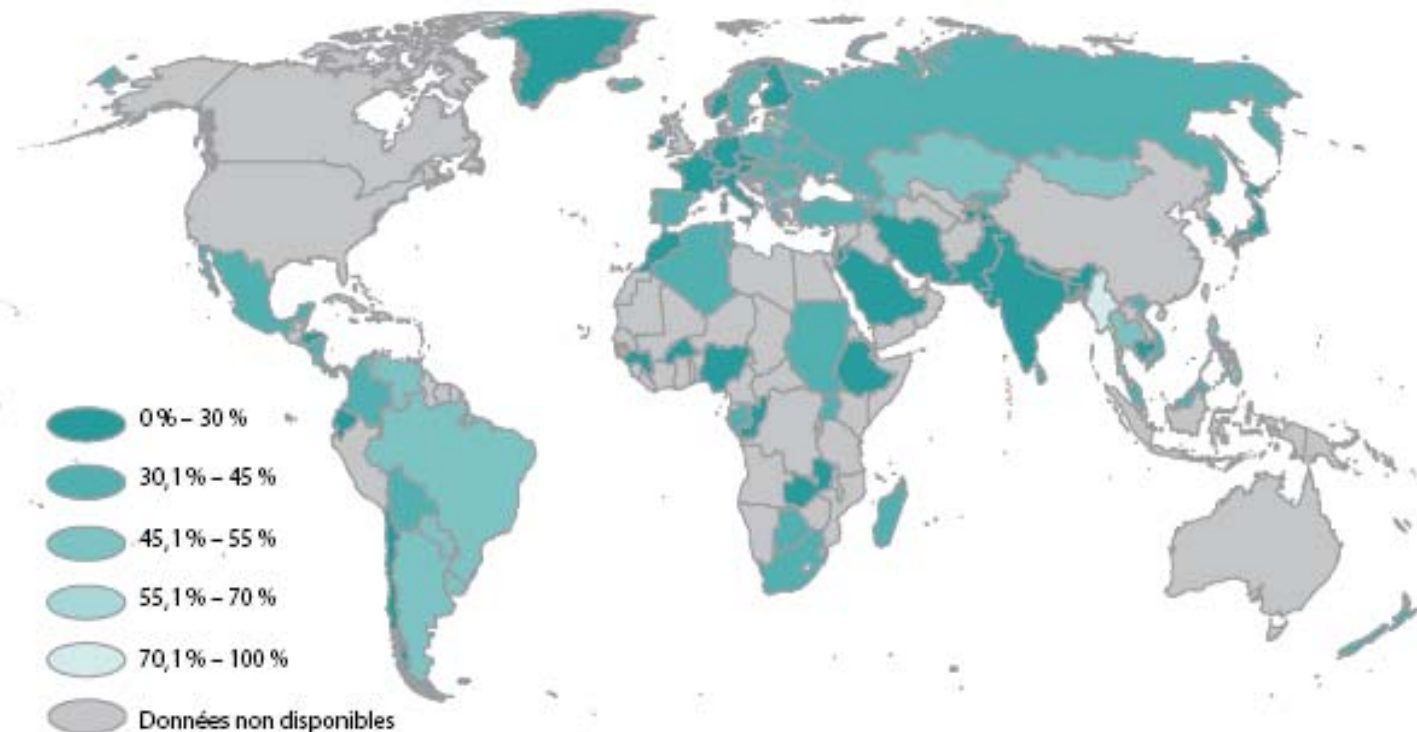 0 % – 30 %
30,1 % – 45 %
45,1 % – 55 %
55,1 % – 70 %
70,1 % – 100 %
Données non disponibles